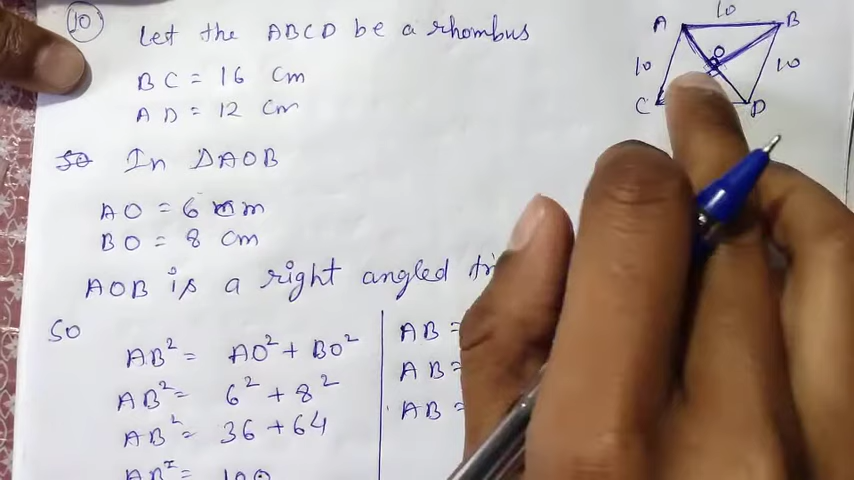 10
Let the ABCD be a rhombus
BC = 16 cm
AD = 12 cm
In ΔAOB
AO = 6 cm
BO = 8 cm
AOB is a right angled
So
AB² = AO² + BO²
AB² = 6² + 8²
AB² = 36 + 64
AB² = 100
AB =
AB =
AB =
A 10 B
O
10 10
C D